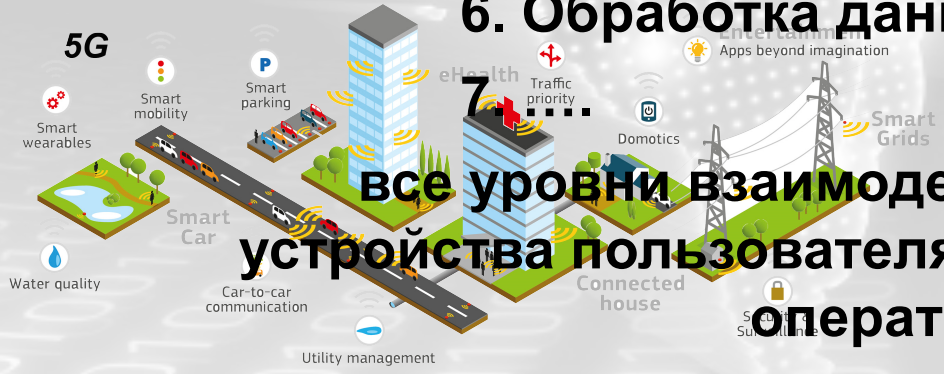 6. Обработка дан
5G
Entertainment
Apps beyond imagination
eHealth
Traffic
priority
7. ....
Smart
parking
Smart
mobility
Smart
wearables
Domotics
Smart
Grids
P
все уровни взаимоде
Smart
Car
устройства пользователя
Water quality
Car-to-car
communication
Connected
house
Security &
Surveillance
операт
Utility management